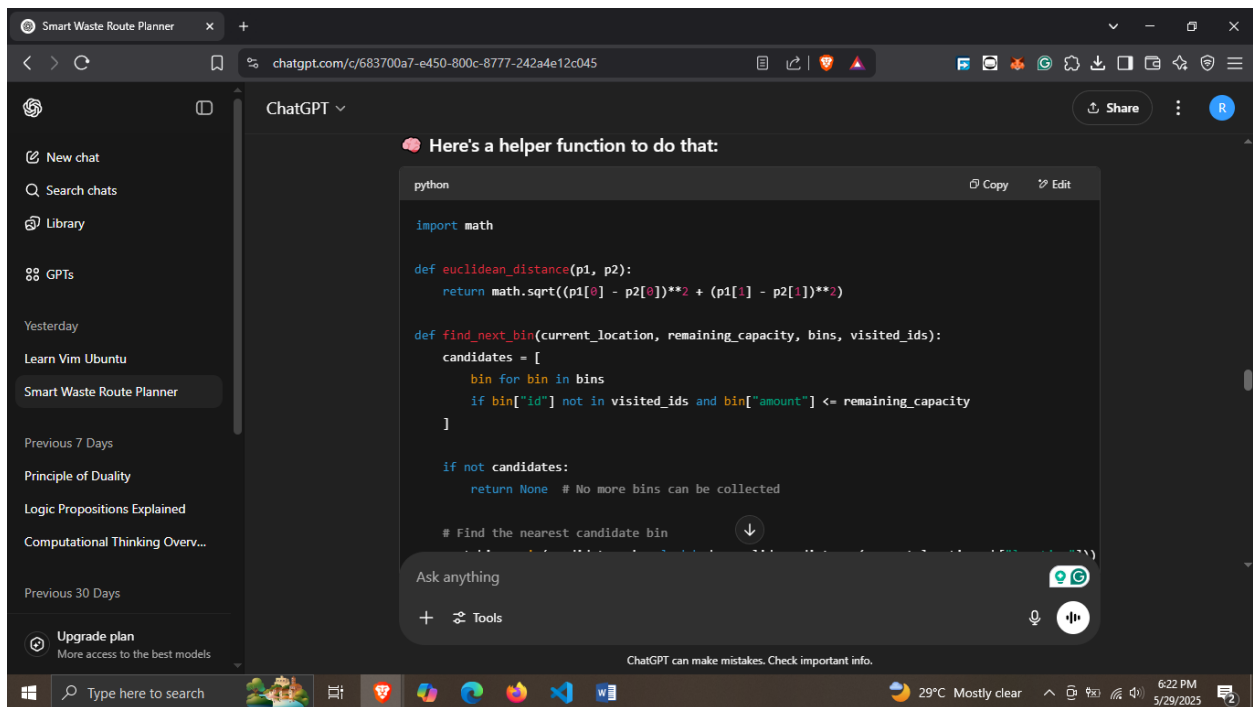 Smart Waste Route Planner
chatgpt.com/c/683700a7-e450-800c-8777-242a4e12c045
ChatGPT
Share
R
New chat
Search chats
Library
GPTs
Yesterday
Learn Vim Ubuntu
Smart Waste Route Planner
Previous 7 Days
Principle of Duality
Logic Propositions Explained
Computational Thinking Overv...
Previous 30 Days
Upgrade plan
More access to the best models
Here's a helper function to do that:
python
Copy
Edit
import math
def euclidean_distance(p1, p2):
return math.sqrt((p1[0] - p2[0])**2 + (p1[1] - p2[1])**2)
def find_next_bin(current_location, remaining_capacity, bins, visited_ids):
candidates = [
bin for bin in bins
if bin["id"] not in visited_ids and bin["amount"] <= remaining_capacity
]
if not candidates:
return None # No more bins can be collected
# Find the nearest candidate bin
Ask anything
Tools
ChatGPT can make mistakes. Check important info.
Type here to search
29°C Mostly clear
6:22 PM
5/29/2025
2